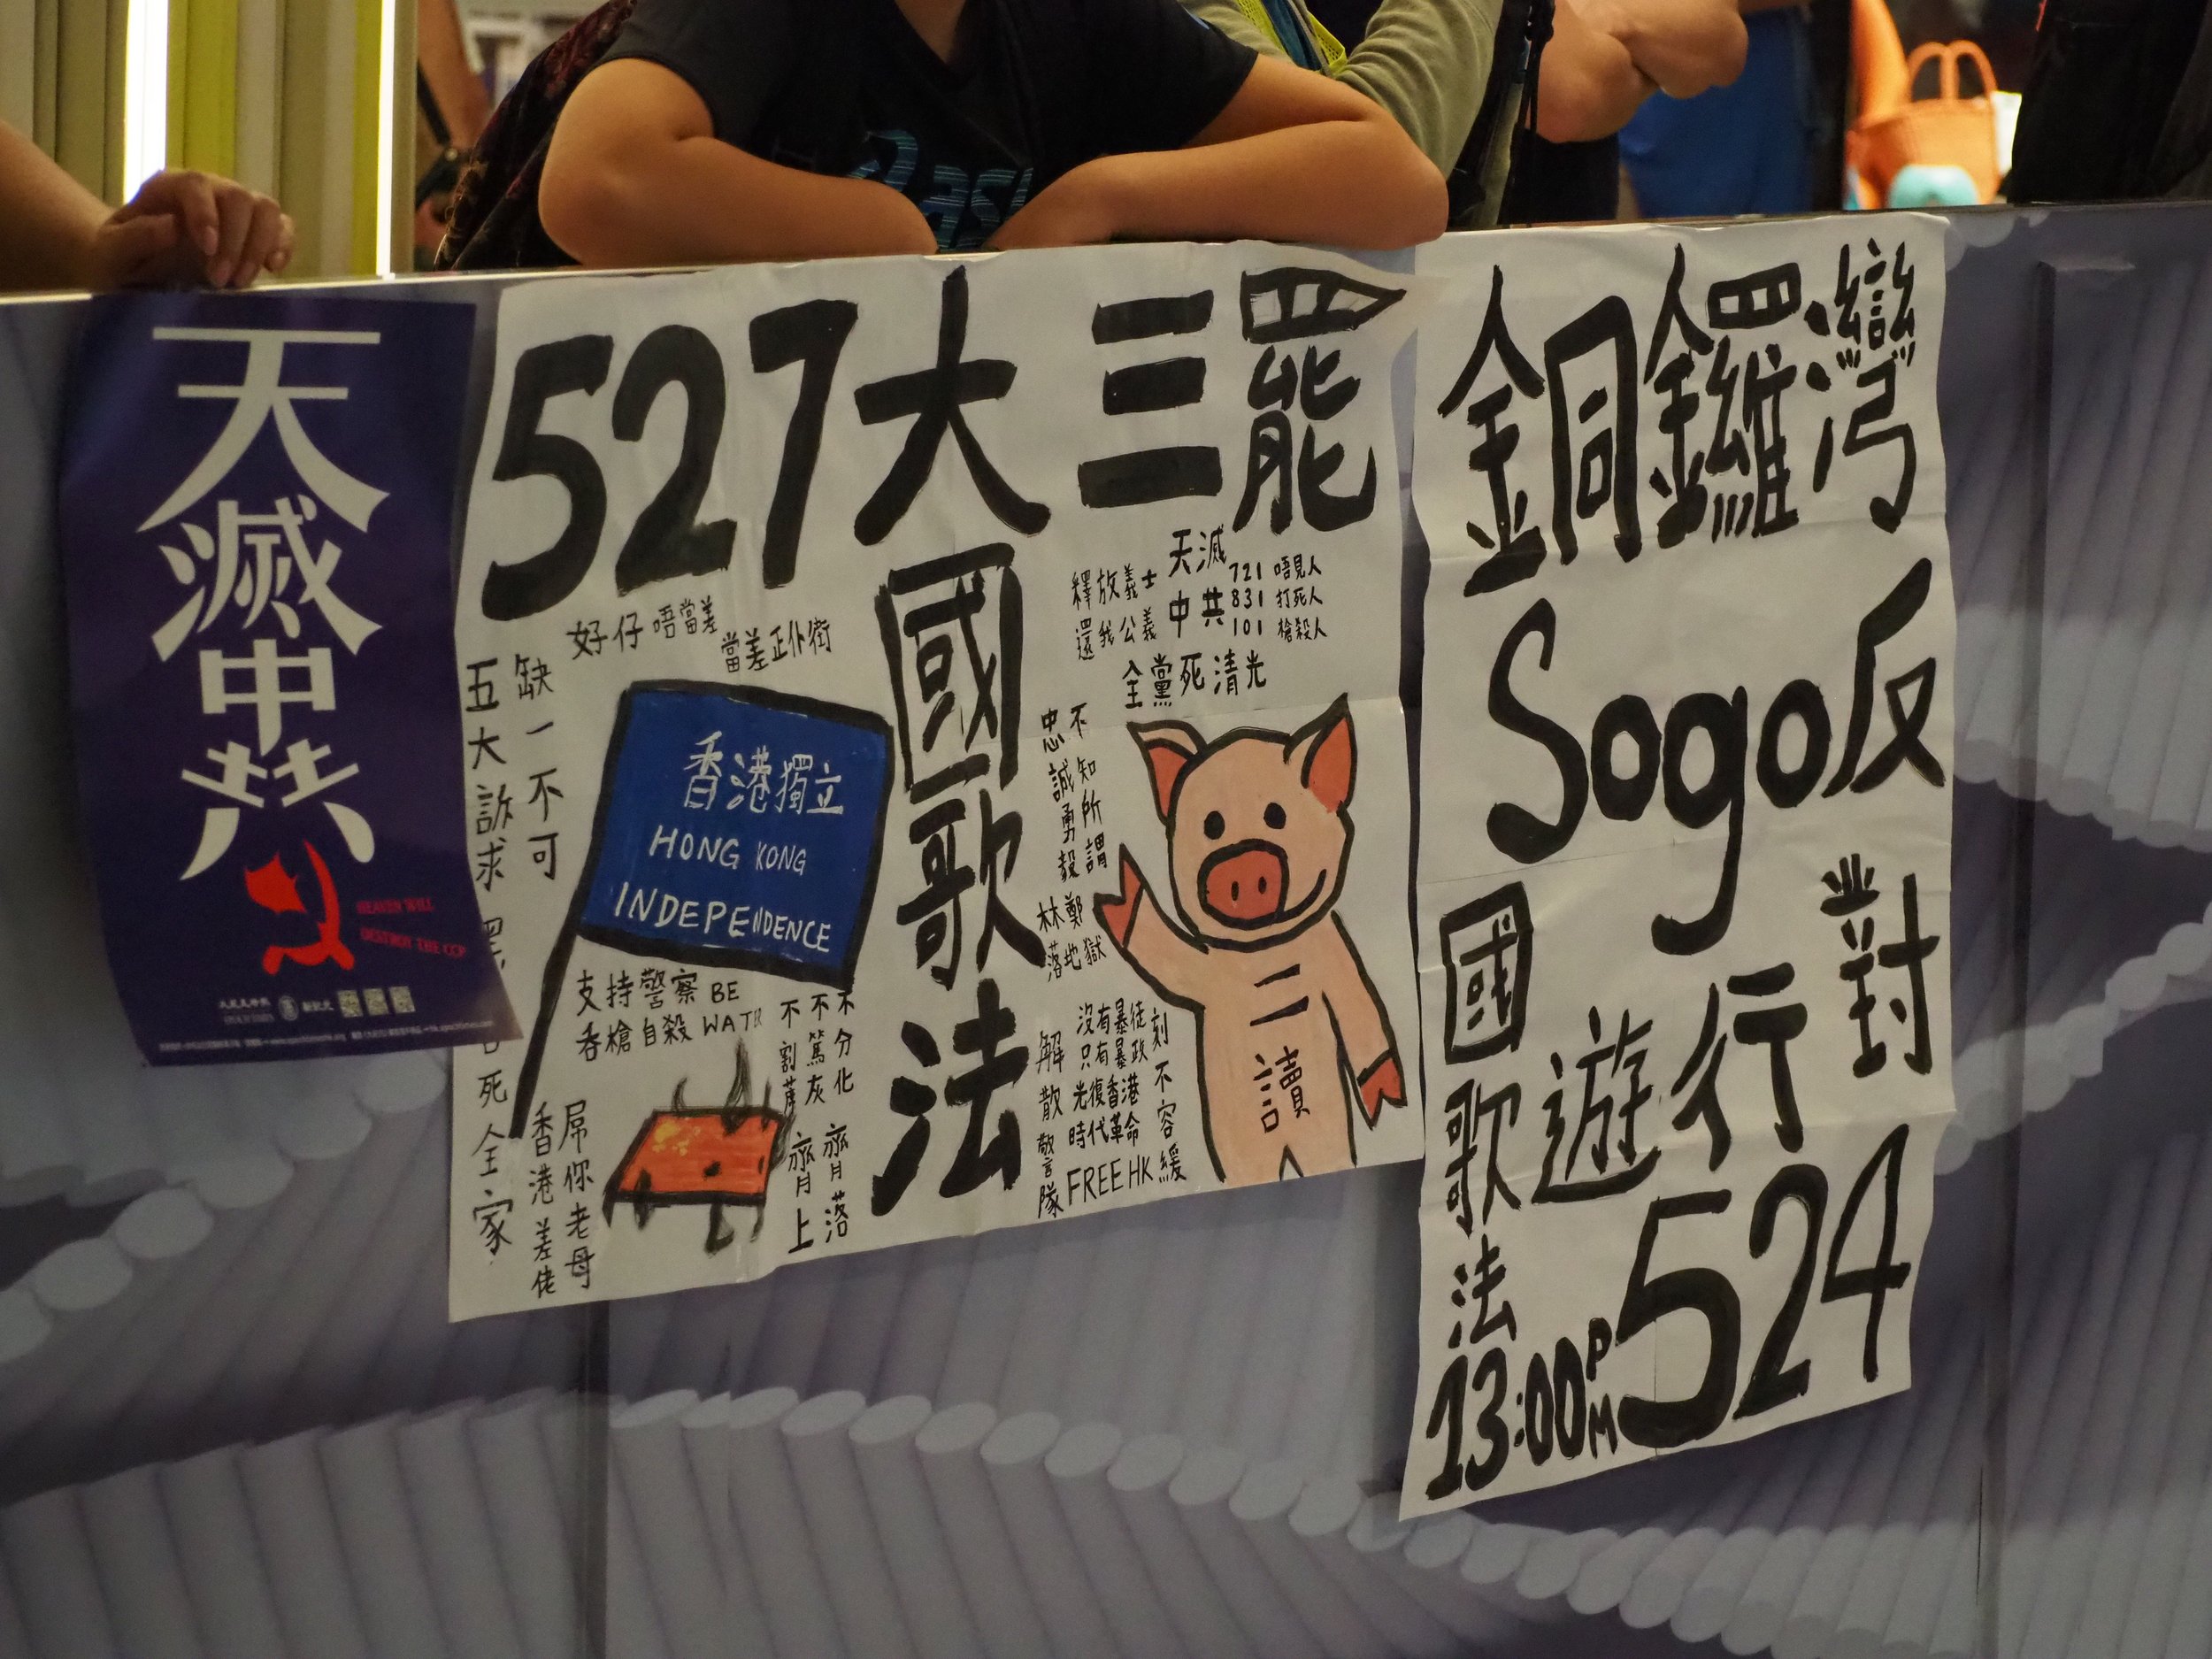 天滅中共
HEAVEN WILL
DESTROY THE CCP
527大三罷
國歌法
好仔唔當差
當差正仆街
五大訴求
缺一不可
死全家
香港獨立
HONG KONG
INDEPENDENCE
支持警察
吞槍自殺
BE
WATER
不分化
不篤灰
不割蓆
齊上
齊落
屌你老母
香港差佬
天滅
中共
釋放義士
還我公義
721 唔見人
831 打死人
101 槍殺人
全黨死清光
不知所謂
忠誠勇毅
林鄭
落地獄
二讀
沒有暴徒
只有暴政
光復香港
時代革命
FREE HK
解散警隊
刻不容緩
銅鑼灣
Sogo反對
國歌法
遊行
13:00PM
524